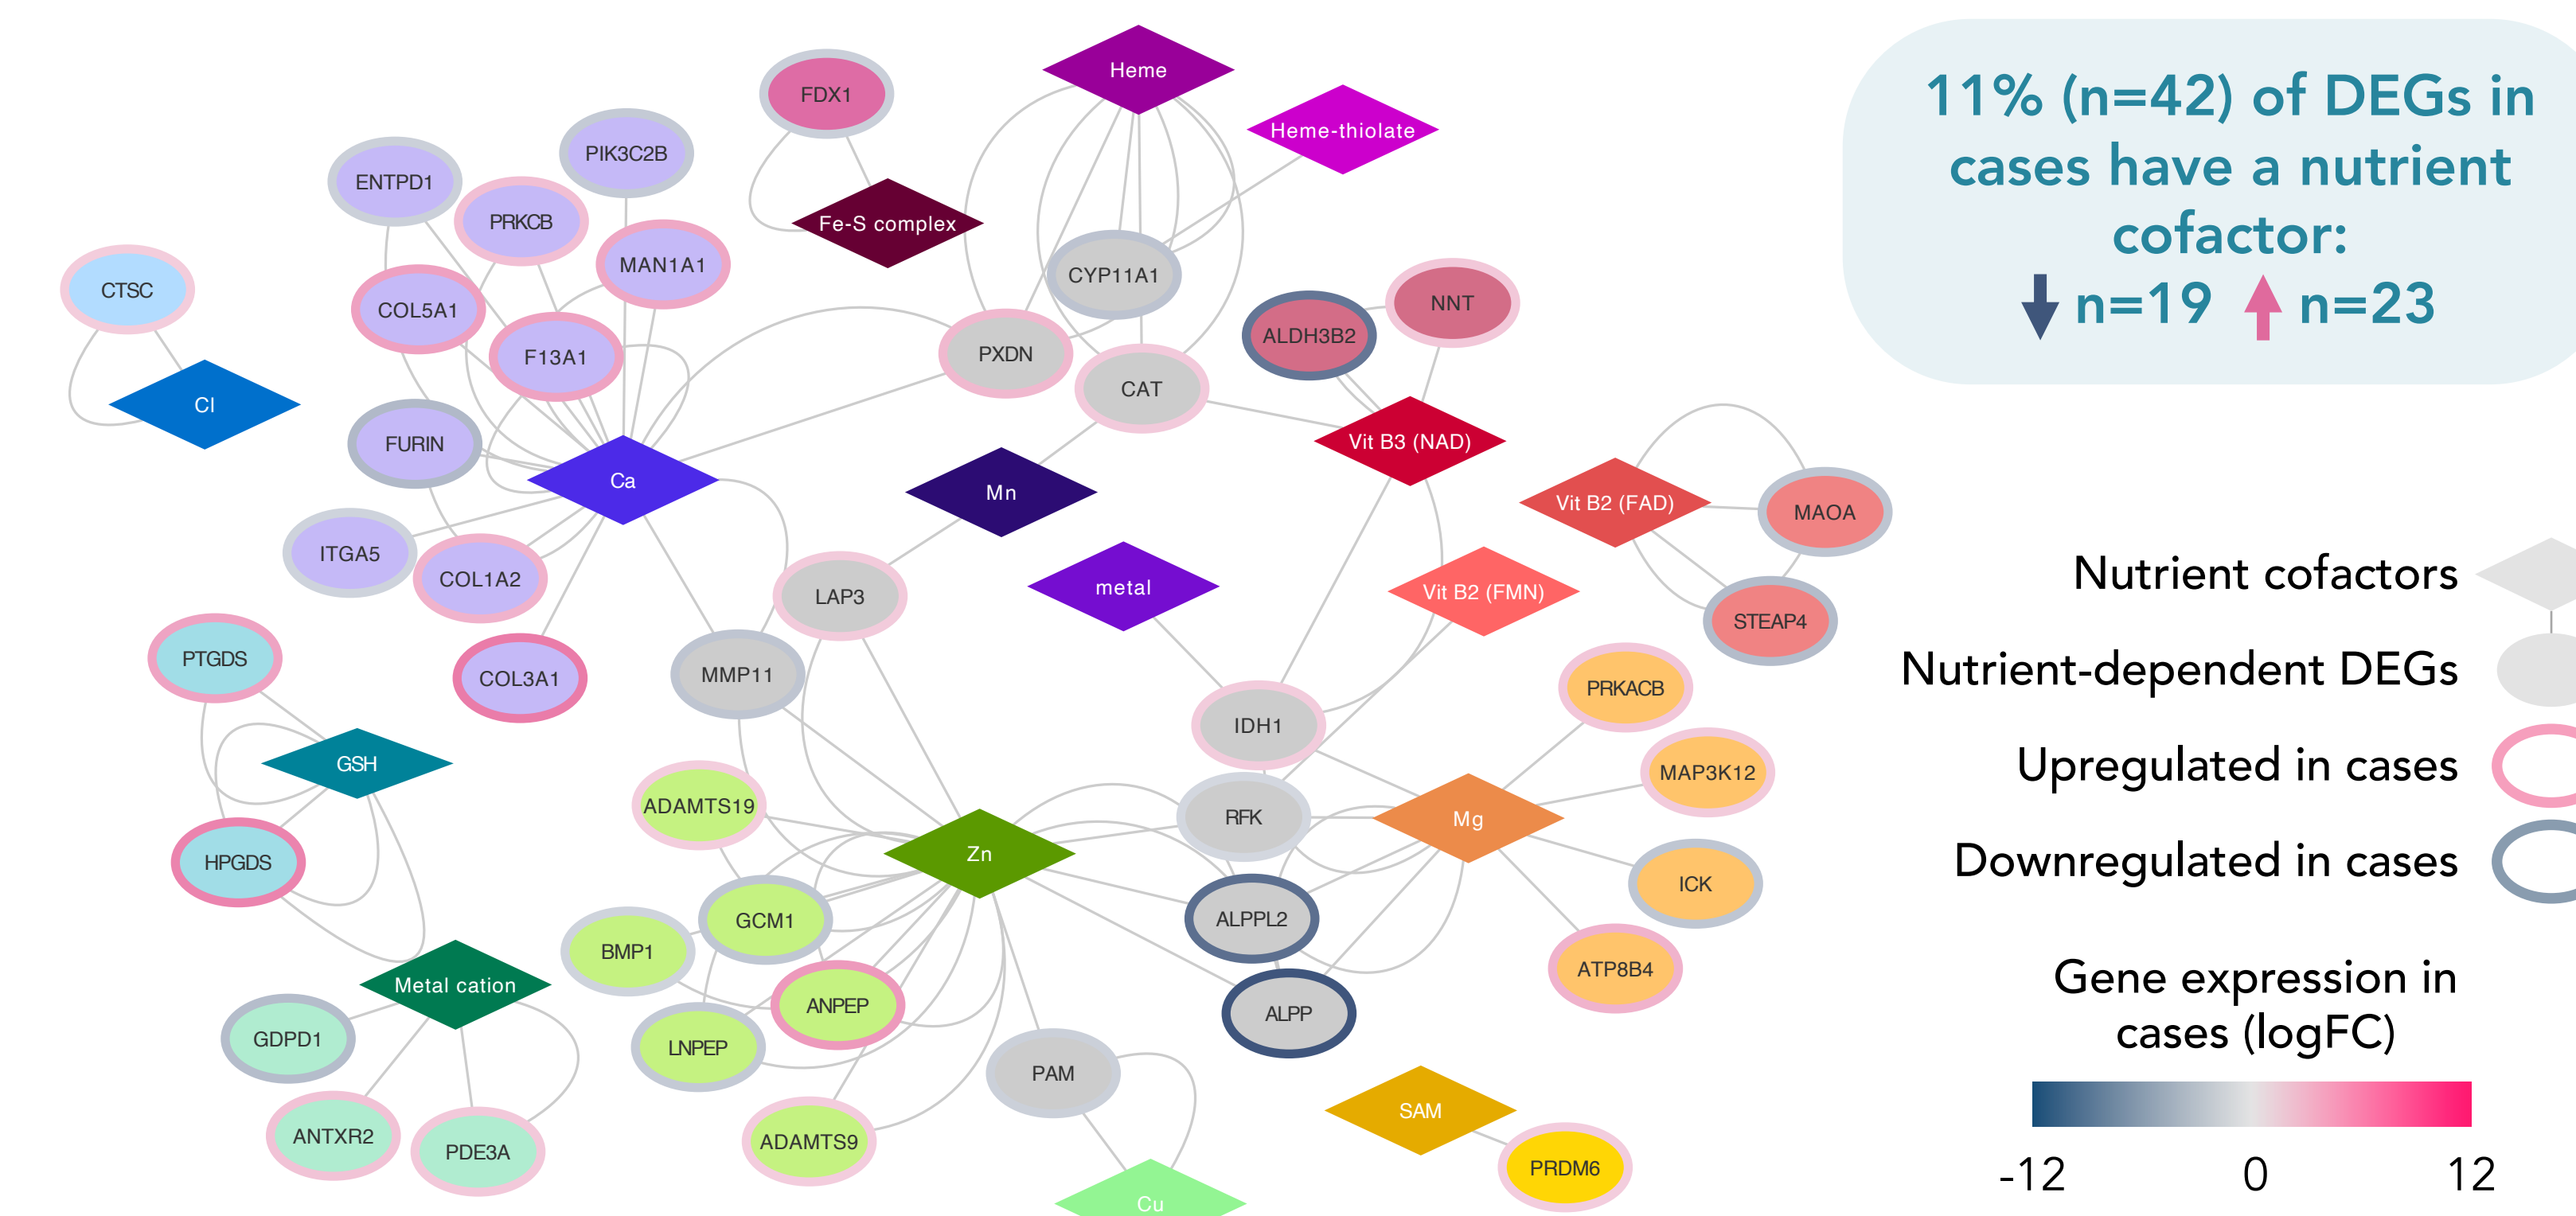 Heme
FDX1
Heme-thiolate
PIK3C2B
ENTPD1
PRKCB
Fe-S complex
MAN1A1
CYP11A1
CTSC
COL5A1
NNT
ALDH3B2
F13A1
PXDN
CAT
Cl
FURIN
Vit B3 (NAD)
Ca
Mn
Vit B2 (FAD)
MAOA
ITGA5
COL1A2
LAP3
metal
Vit B2 (FMN)
STEAP4
PTGDS
COL3A1
MMP11
PRKACB
IDH1
GSH
MAP3K12
ADAMTS19
RFK
Mg
Zn
HPGDS
ICK
GCM1
ALPPL2
BMP1
ATP8B4
Metal cation
ANPEP
ALPP
GDPD1
LNPEP
PAM
SAM
ANTXR2
PDE3A
ADAMTS9
PRDM6
Cu
11% (n=42) of DEGs in
cases have a nutrient
cofactor:
n=19 n=23
Nutrient cofactors
Nutrient-dependent DEGs
Upregulated in cases
Downregulated in cases
Gene expression in
cases (logFC)
-12 0 12